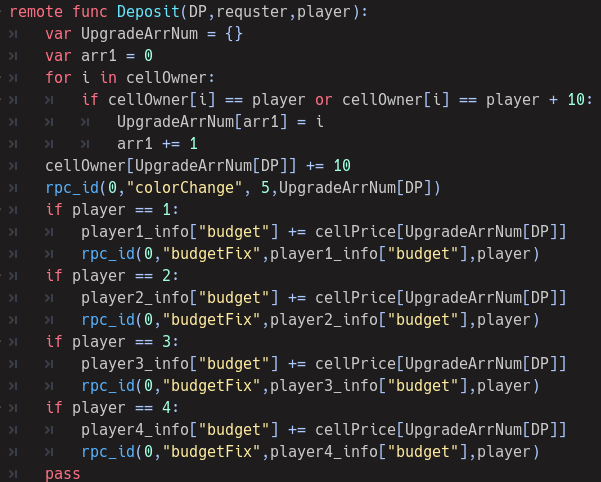 remote func Deposit(DP,requster,player):
    var UpgradeArrNum = {}
    var arr1 = 0
    for i in cellOwner:
        if cellOwner[i] == player or cellOwner[i] == player + 10:
            UpgradeArrNum[arr1] = i
            arr1 += 1
    cellOwner[UpgradeArrNum[DP]] += 10
    rpc_id(0,"colorChange", 5,UpgradeArrNum[DP])
    if player == 1:
        player1_info["budget"] += cellPrice[UpgradeArrNum[DP]]
        rpc_id(0,"budgetFix",player1_info["budget"],player)
    if player == 2:
        player2_info["budget"] += cellPrice[UpgradeArrNum[DP]]
        rpc_id(0,"budgetFix",player2_info["budget"],player)
    if player == 3:
        player3_info["budget"] += cellPrice[UpgradeArrNum[DP]]
        rpc_id(0,"budgetFix",player3_info["budget"],player)
    if player == 4:
        player4_info["budget"] += cellPrice[UpgradeArrNum[DP]]
        rpc_id(0,"budgetFix",player4_info["budget"],player)
    pass